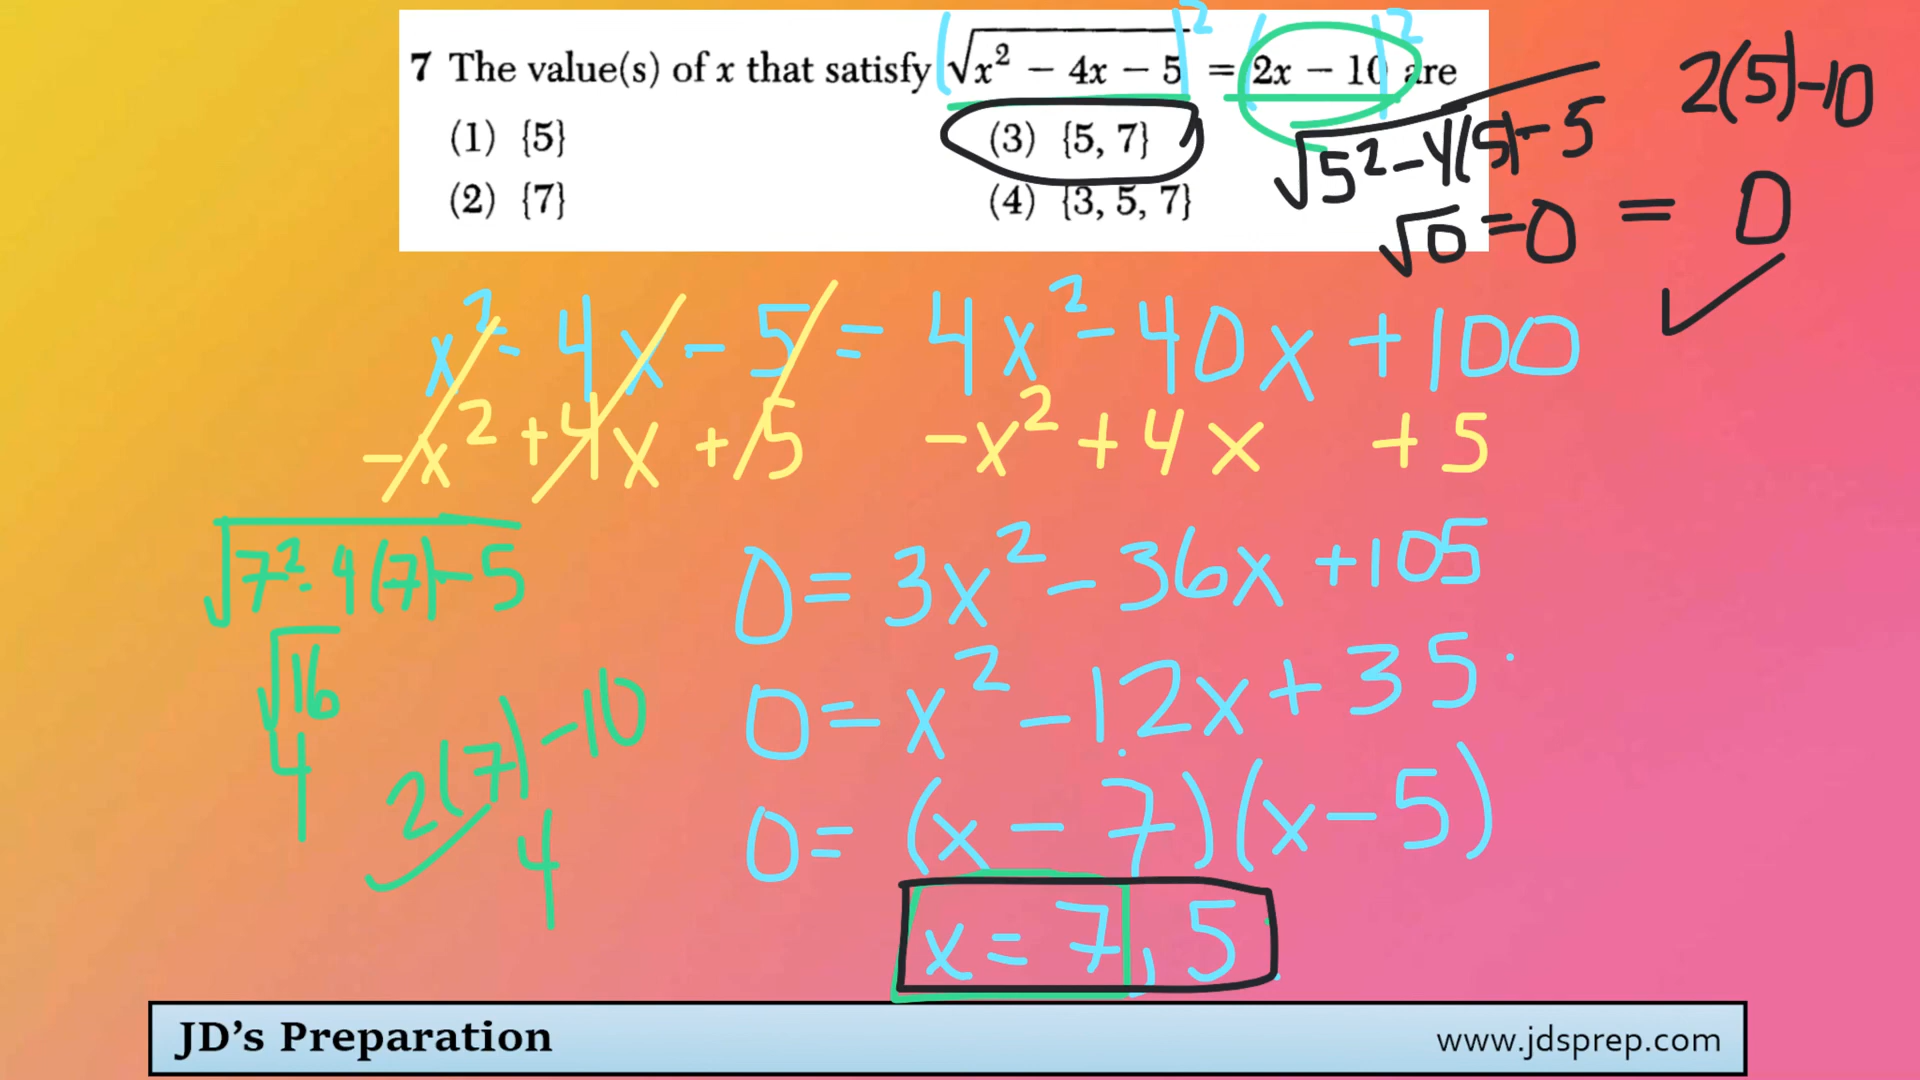 7 The value(s) of x that satisfy (√x² − 4x − 5)² = (2x − 10)² are
(1) {5}
(3) {5, 7}
(2) {7}
(4) {3, 5, 7}
2(5)-10
√5²-4(5)-5
√0 = 0 = 0
x² - 4x - 5 = 4x² - 40x + 100
-x² + 4x + 5 -x² + 4x + 5
√7²-4(7)-5
√16
4
2(7)-10
4
0 = 3x² - 36x + 105
0 = x² - 12x + 35
0 = (x - 7)(x - 5)
x = 7, 5
JD's Preparation
www.jdsprep.com